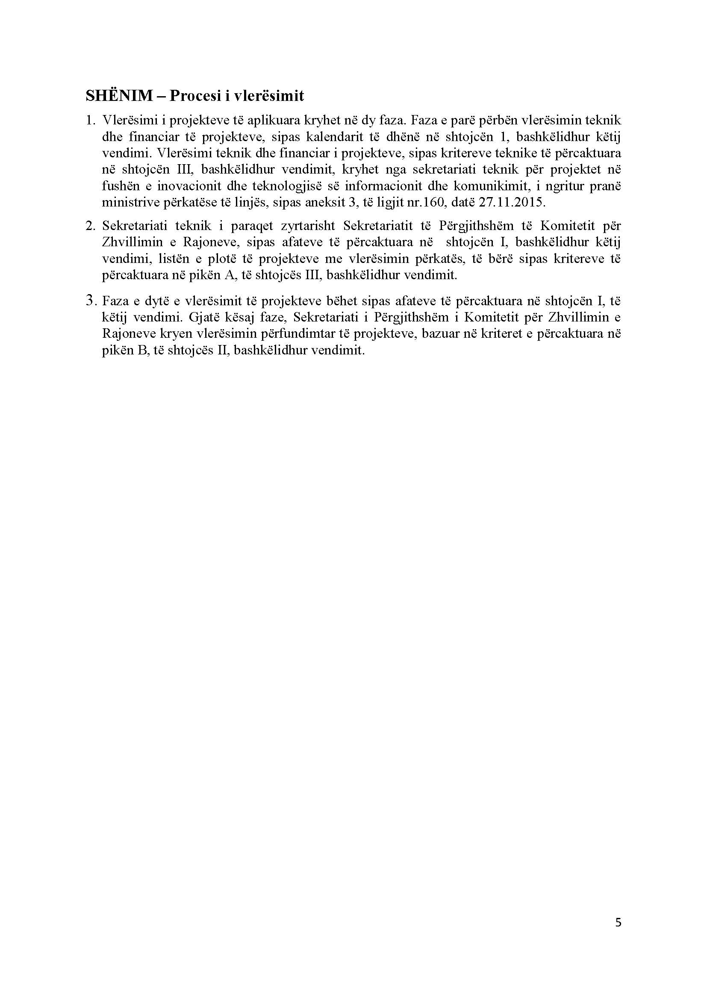 SHËNIM – Procesi i vlerësimit
1. Vlerësimi i projekteve të aplikuara kryhet në dy faza. Faza e parë përbën vlerësimin teknik
dhe financiar të projekteve, sipas kalendarit të dhënë në shtojcën 1, bashkëlidhur këtij
vendimi. Vlerësimi teknik dhe financiar i projekteve, sipas kritereve teknike të përcaktuara
në shtojcën III, bashkëlidhur vendimit, kryhet nga sekretariati teknik për projektet në
fushën e inovacionit dhe teknologjisë së informacionit dhe komunikimit, i ngritur pranë
ministrive përkatëse të linjës, sipas aneksit 3, të ligjit nr.160, datë 27.11.2015.
2. Sekretariati teknik i paraqet zyrtarisht Sekretariatit të Përgjithshëm të Komitetit për
Zhvillimin e Rajoneve, sipas afateve të përcaktuara në shtojcën I, bashkëlidhur këtij
vendimi, listën e plotë të projekteve me vlerësimin përkatës, të bërë sipas kritereve të
përcaktuara në pikën A, të shtojcës III, bashkëlidhur vendimit.
3. Faza e dytë e vlerësimit të projekteve bëhet sipas afateve të përcaktuara në shtojcën I, të
këtij vendimi. Gjatë kësaj faze, Sekretariati i Përgjithshëm i Komitetit për Zhvillimin e
Rajoneve kryen vlerësimin përfundimtar të projekteve, bazuar në kriteret e përcaktuara në
pikën B, të shtojcës II, bashkëlidhur vendimit.
5